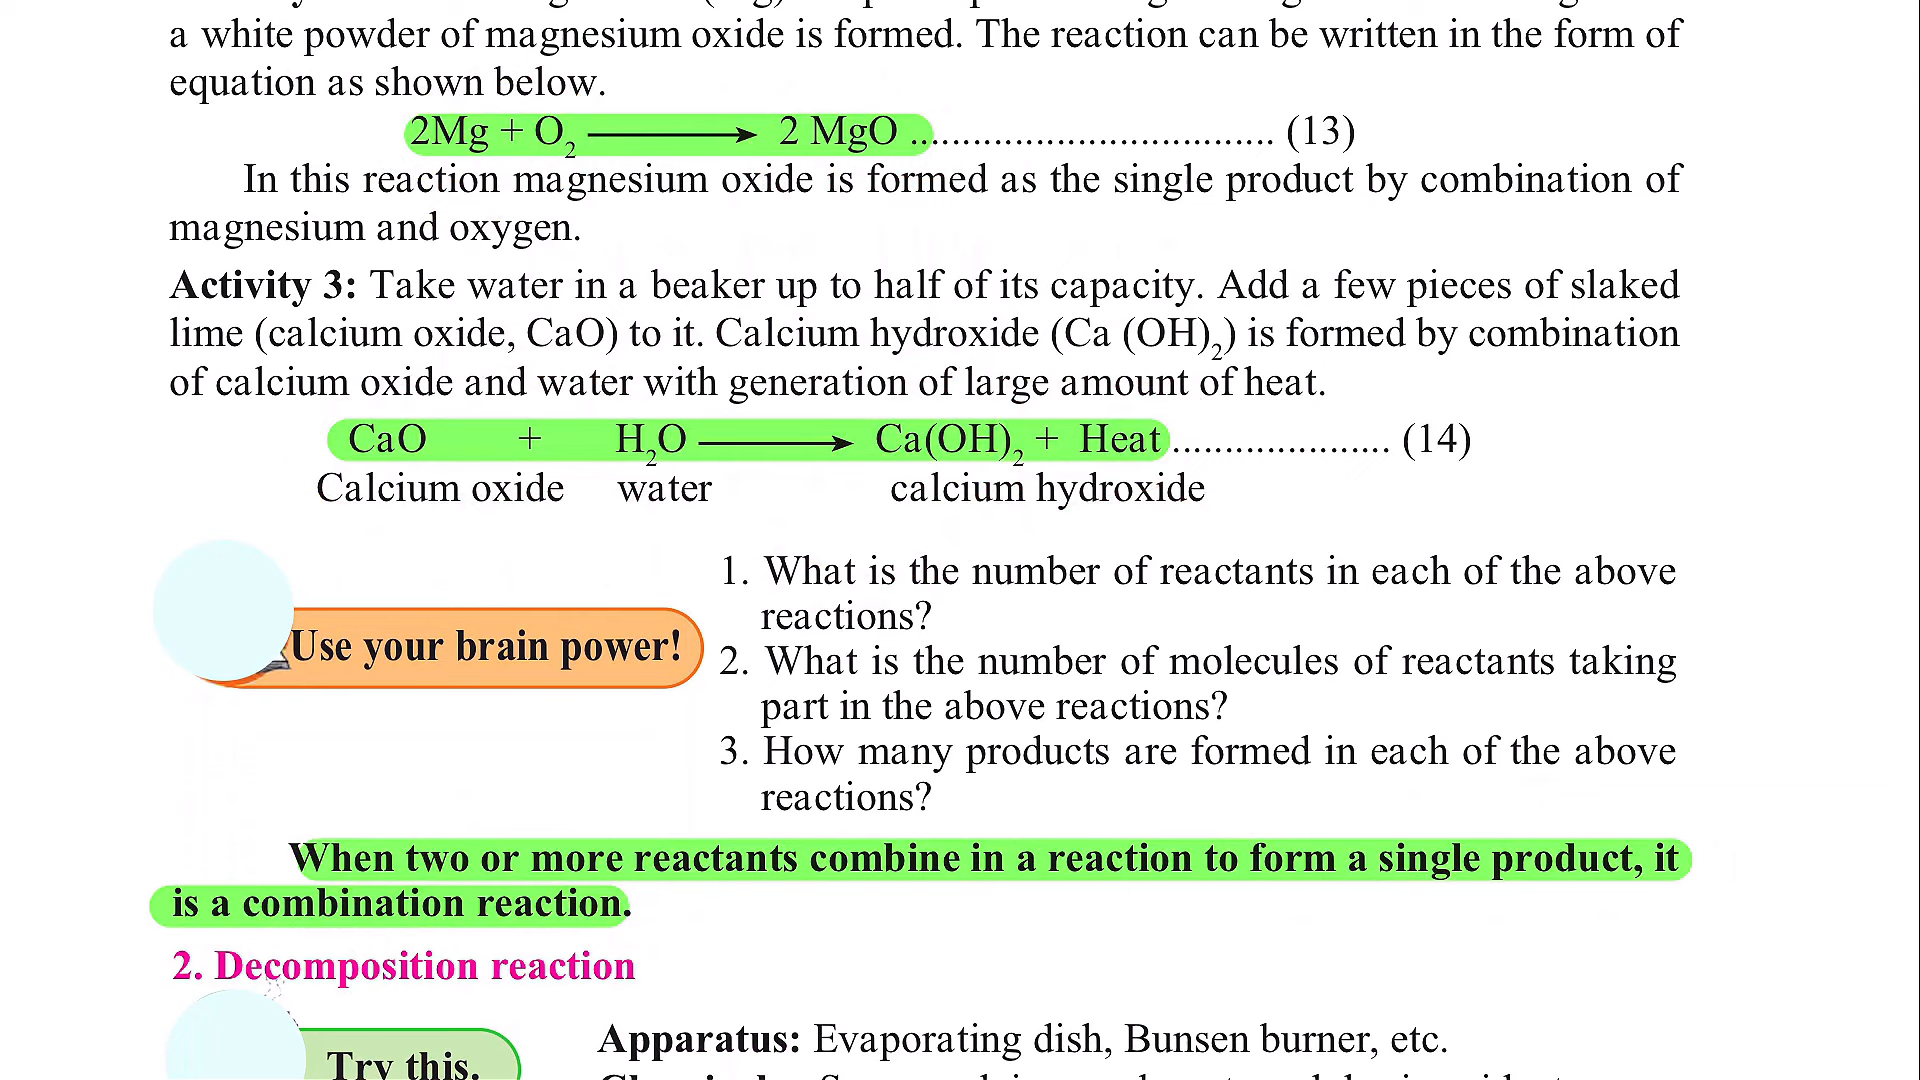 a white powder of magnesium oxide is formed. The reaction can be written in the form of
equation as shown below.
2Mg + O₂ ⟶ 2 MgO ................................... (13)
In this reaction magnesium oxide is formed as the single product by combination of
magnesium and oxygen.
Activity 3: Take water in a beaker up to half of its capacity. Add a few pieces of slaked
lime (calcium oxide, CaO) to it. Calcium hydroxide (Ca (OH)₂) is formed by combination
of calcium oxide and water with generation of large amount of heat.
CaO + H₂O ⟶ Ca(OH)₂ + Heat ..................... (14)
Calcium oxide water calcium hydroxide
Use your brain power!
1. What is the number of reactants in each of the above
reactions?
2. What is the number of molecules of reactants taking
part in the above reactions?
3. How many products are formed in each of the above
reactions?
When two or more reactants combine in a reaction to form a single product, it
is a combination reaction.
2. Decomposition reaction
Try this.
Apparatus: Evaporating dish, Bunsen burner, etc.